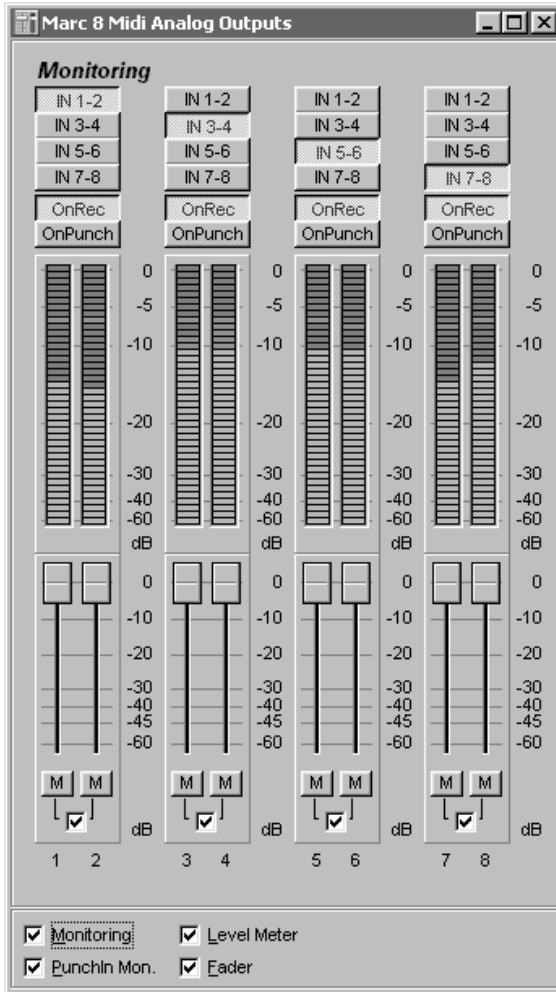 Marc 8 Midi Analog Outputs
Monitoring
IN 1-2 IN 1-2 IN 1-2 IN 1-2
IN 3-4 IN 3-4 IN 3-4 IN 3-4
IN 5-6 IN 5-6 IN 5-6 IN 5-6
IN 7-8 IN 7-8 IN 7-8 IN 7-8
OnRec OnRec OnRec OnRec
OnPunch OnPunch OnPunch OnPunch
0 0 0 0
-5 -5 -5 -5
-10 -10 -10 -10
-20 -20 -20 -20
-30 -30 -30 -30
-40 -40 -40 -40
-60 -60 -60 -60
dB dB dB dB
0 0 0 0
-10 -10 -10 -10
-20 -20 -20 -20
-30 -30 -30 -30
-40 -40 -40 -40
-45 -45 -45 -45
-60 -60 -60 -60
M M M M M M M M
dB dB dB dB
1 2 3 4 5 6 7 8
Monitoring Level Meter
PunchIn Mon. Fader